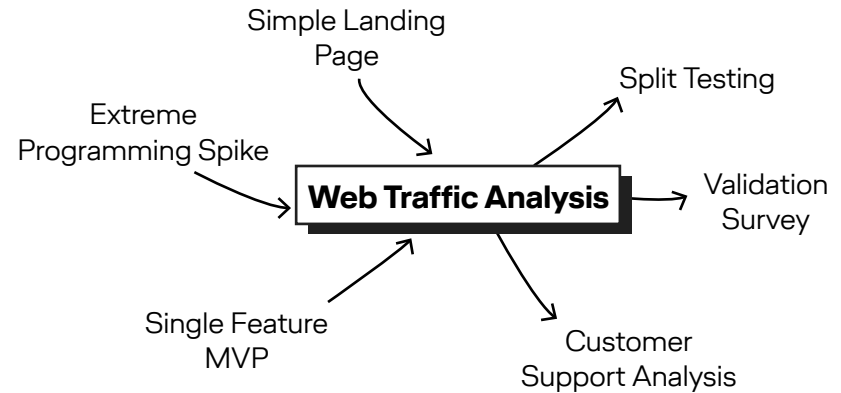 Simple Landing
Page
Split Testing
Extreme
Programming Spike
Web Traffic Analysis
Validation
Survey
Single Feature
MVP
Customer
Support Analysis